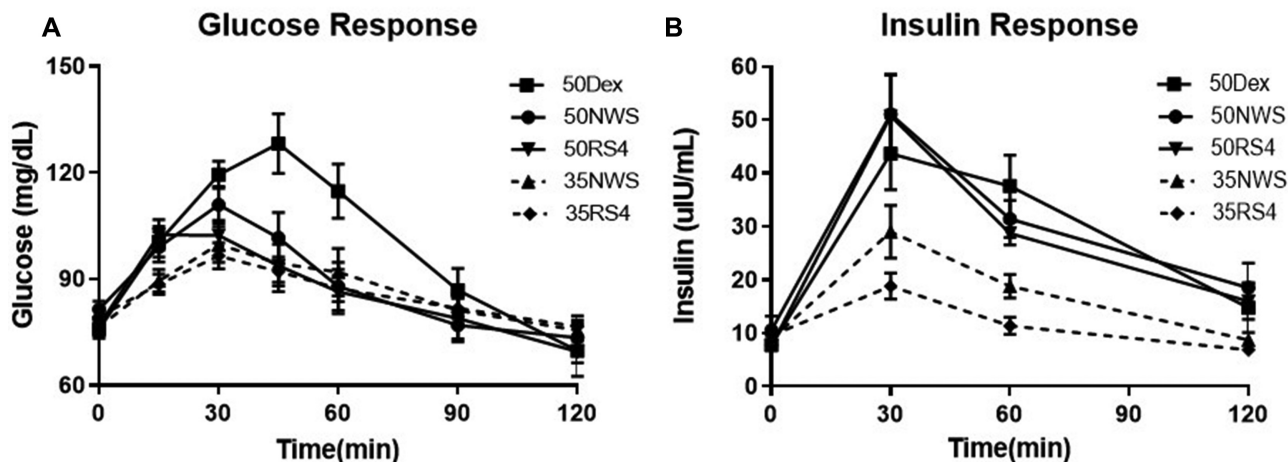 A
Glucose Response
Glucose (mg/dL)
150
120
90
60
0
30
60
90
120
Time(min)
50Dex
50NWS
50RS4
35NWS
35RS4
B
Insulin Response
Insulin (uIU/mL)
60
50
40
30
20
10
0
0
30
60
90
120
Time(min)
50Dex
50NWS
50RS4
35NWS
35RS4